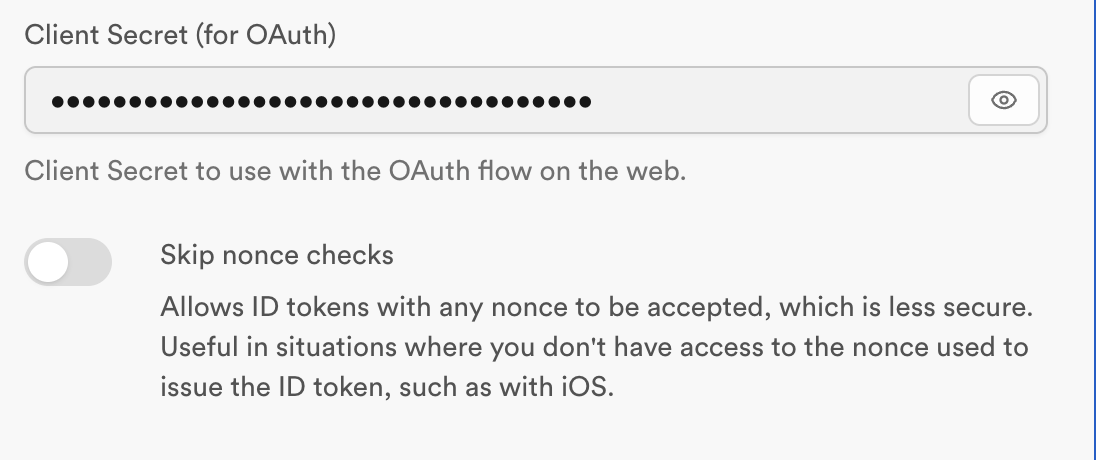 Client Secret (for OAuth)
•••••••••••••••••••••••••••••••••••
Client Secret to use with the OAuth flow on the web.
Skip nonce checks
Allows ID tokens with any nonce to be accepted, which is less secure.
Useful in situations where you don't have access to the nonce used to
issue the ID token, such as with iOS.